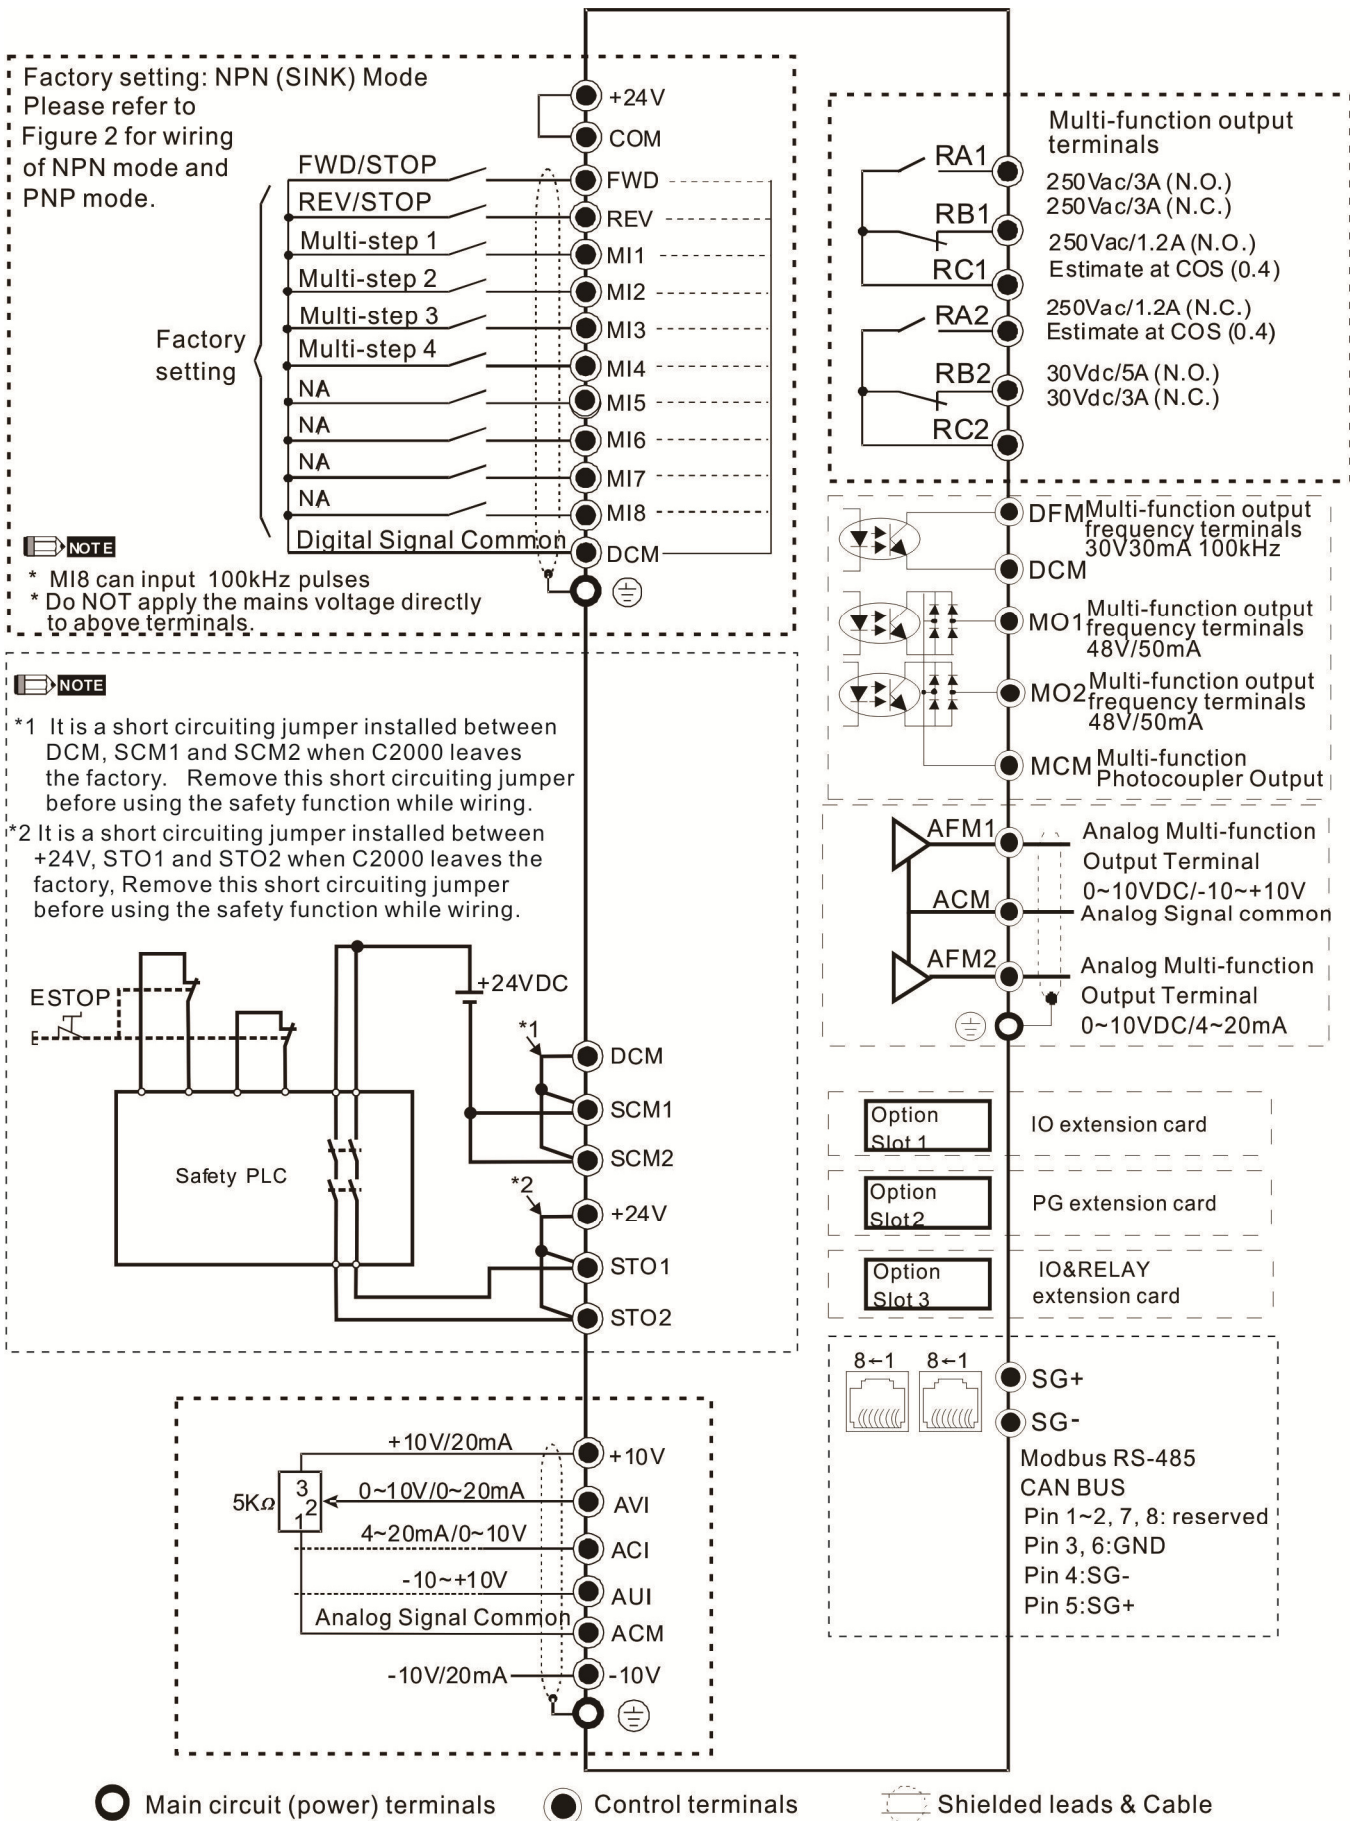 Factory setting: NPN (SINK) Mode
Please refer to
Figure 2 for wiring
of NPN mode and
PNP mode.
+24V
COM
FWD/STOP
FWD
REV/STOP
REV
Multi-step 1
MI1
Multi-step 2
MI2
Multi-step 3
MI3
Multi-step 4
MI4
Factory
setting
NA
MI5
NA
MI6
NA
MI7
NA
MI8
Digital Signal Common
DCM
NOTE
* MI8 can input 100kHz pulses
* Do NOT apply the mains voltage directly
to above terminals.
NOTE
*1 It is a short circuiting jumper installed between
DCM, SCM1 and SCM2 when C2000 leaves
the factory. Remove this short circuiting jumper
before using the safety function while wiring.
*2 It is a short circuiting jumper installed between
+24V, STO1 and STO2 when C2000 leaves the
factory, Remove this short circuiting jumper
before using the safety function while wiring.
ESTOP
+24VDC
*1
DCM
SCM1
SCM2
Safety PLC
*2
+24V
STO1
STO2
+10V/20mA
+10V
5KΩ
3
2
1
0~10V/0~20mA
AVI
4~20mA/0~10V
ACI
-10~+10V
AUI
Analog Signal Common
ACM
-10V/20mA
-10V
RA1
RB1
RC1
RA2
RB2
RC2
Multi-function output
terminals
250Vac/3A (N.O.)
250Vac/3A (N.C.)
250Vac/1.2A (N.O.)
Estimate at COS (0.4)
250Vac/1.2A (N.C.)
Estimate at COS (0.4)
30Vdc/5A (N.O.)
30Vdc/3A (N.C.)
DFM
Multi-function output
frequency terminals
30V30mA 100kHz
DCM
MO1
Multi-function output
frequency terminals
48V/50mA
MO2
Multi-function output
frequency terminals
48V/50mA
MCM
Multi-function
Photocoupler Output
AFM1
Analog Multi-function
Output Terminal
0~10VDC/-10~+10V
ACM
Analog Signal common
AFM2
Analog Multi-function
Output Terminal
0~10VDC/4~20mA
Option
Slot 1
IO extension card
Option
Slot2
PG extension card
Option
Slot 3
IO&RELAY
extension card
8←1
8←1
SG+
SG-
Modbus RS-485
CAN BUS
Pin 1~2, 7, 8: reserved
Pin 3, 6:GND
Pin 4:SG-
Pin 5:SG+
Main circuit (power) terminals
Control terminals
Shielded leads & Cable